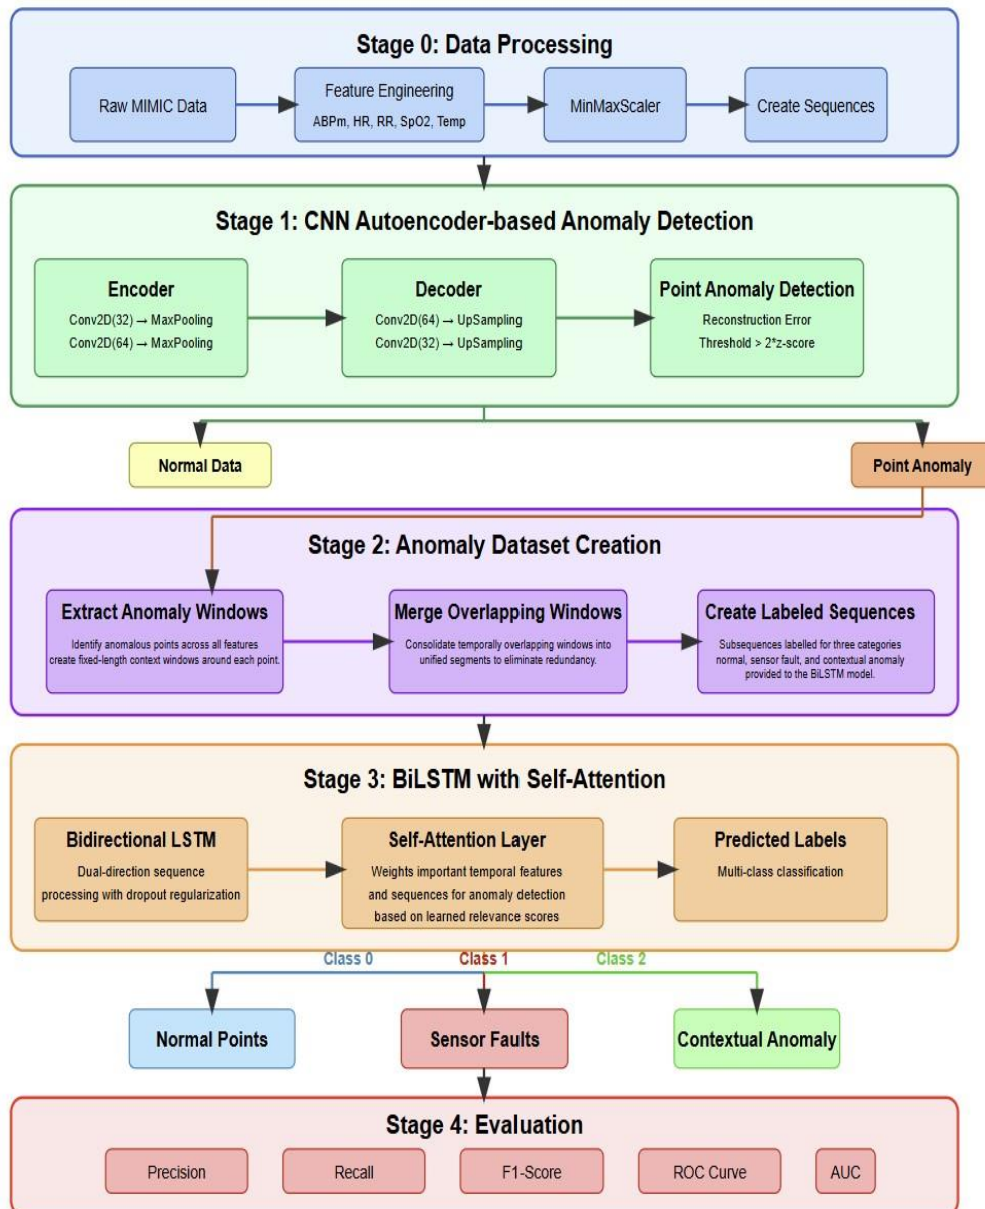 Stage 0: Data Processing
Raw MIMIC Data
Feature Engineering
ABPm, HR, RR, SpO2, Temp
MinMaxScaler
Create Sequences
Stage 1: CNN Autoencoder-based Anomaly Detection
Encoder
Conv2D(32) → MaxPooling
Conv2D(64) → MaxPooling
Decoder
Conv2D(64) → UpSampling
Conv2D(32) → UpSampling
Point Anomaly Detection
Reconstruction Error
Threshold > 2*z-score
Normal Data
Point Anomaly
Stage 2: Anomaly Dataset Creation
Extract Anomaly Windows
Identify anomalous points across all features
create fixed-length context windows around each point.
Merge Overlapping Windows
Consolidate temporally overlapping windows into
unified segments to eliminate redundancy.
Create Labeled Sequences
Subsequences labelled for three categories
normal, sensor fault, and contextual anomaly
provided to the BiLSTM model.
Stage 3: BiLSTM with Self-Attention
Bidirectional LSTM
Dual-direction sequence
processing with dropout regularization
Self-Attention Layer
Weights important temporal features
and sequences for anomaly detection
based on learned relevance scores
Predicted Labels
Multi-class classification
Class 0
Class 1
Class 2
Normal Points
Sensor Faults
Contextual Anomaly
Stage 4: Evaluation
Precision
Recall
F1-Score
ROC Curve
AUC